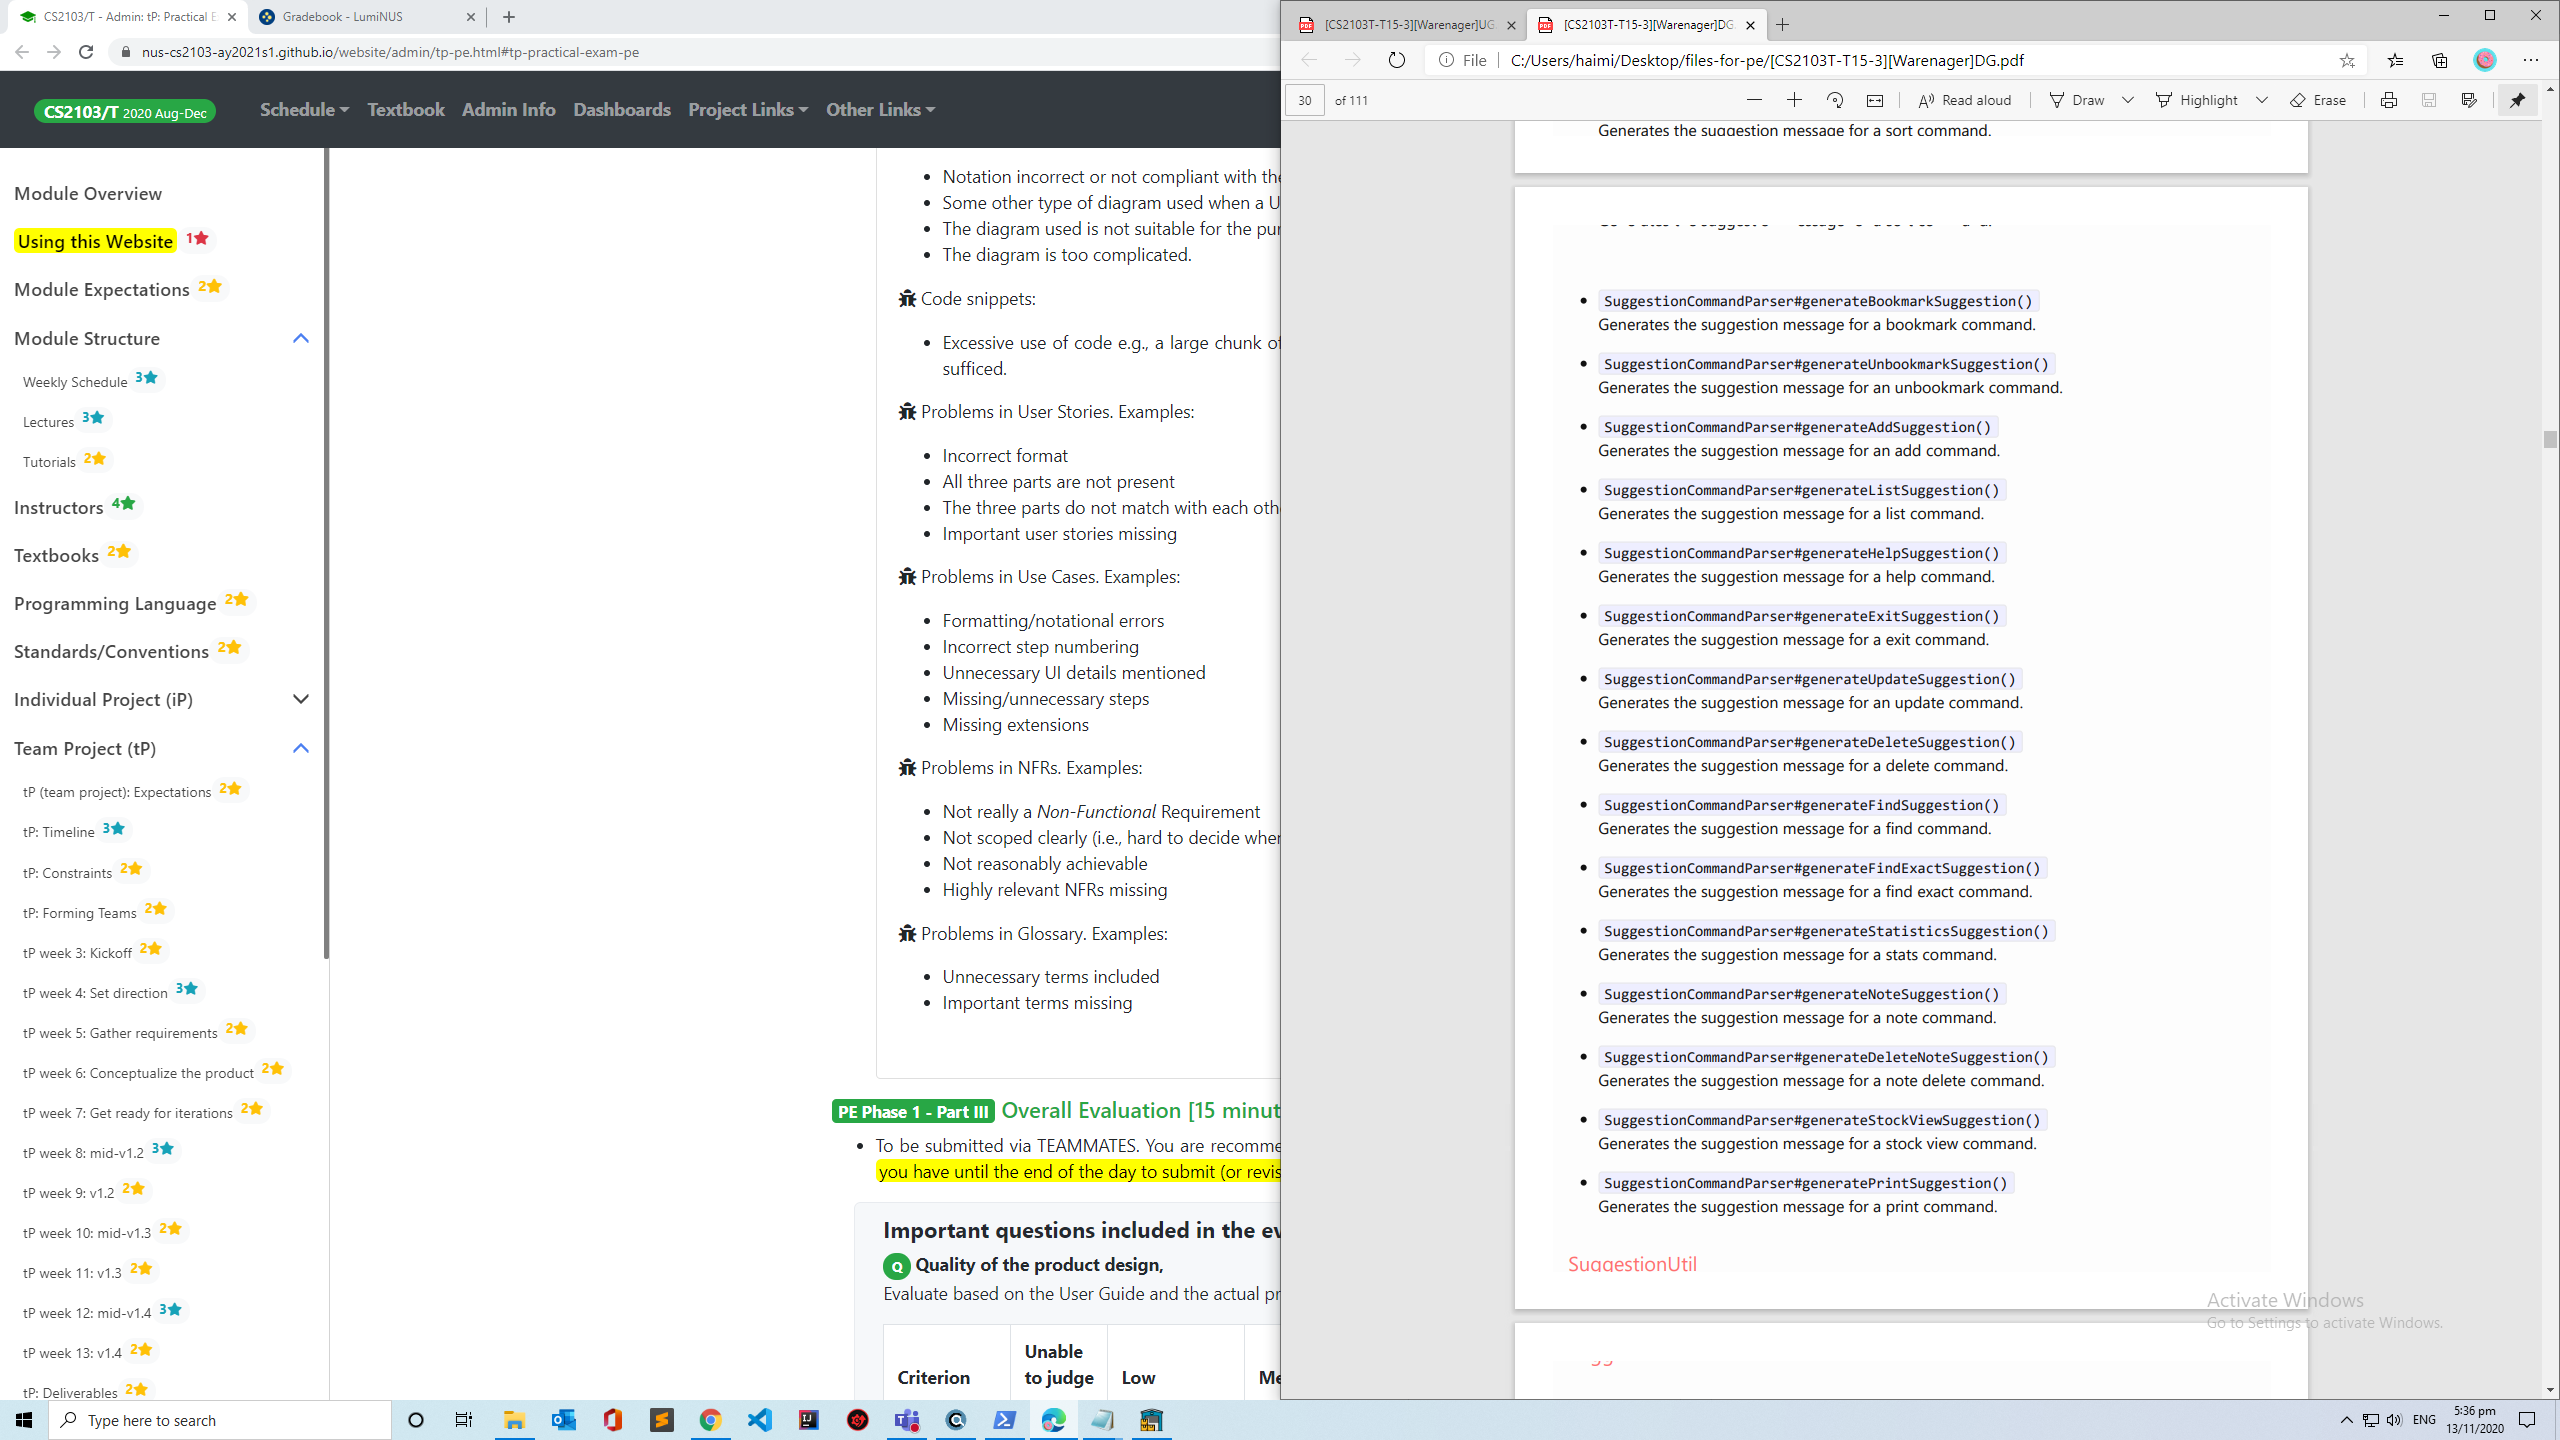 CS2103/T - Admin: tP: Practical E
Gradebook - LumiNUS
nus-cs2103-ay2021s1.github.io/website/admin/tp-pe.html#tp-practical-exam-pe
CS2103/T 2020 Aug-Dec
Schedule
Textbook
Admin Info
Dashboards
Project Links
Other Links
Module Overview
Using this Website 1
Module Expectations 2
Module Structure
Weekly Schedule 3
Lectures 3
Tutorials 2
Instructors 4
Textbooks 2
Programming Language 2
Standards/Conventions 2
Individual Project (iP)
Team Project (tP)
tP (team project): Expectations 2
tP: Timeline 3
tP: Constraints 2
tP: Forming Teams 2
tP week 3: Kickoff 2
tP week 4: Set direction 3
tP week 5: Gather requirements 2
tP week 6: Conceptualize the product 2
tP week 7: Get ready for iterations 2
tP week 8: mid-v1.2 3
tP week 9: v1.2 2
tP week 10: mid-v1.3 2
tP week 11: v1.3 2
tP week 12: mid-v1.4 3
tP week 13: v1.4 2
tP: Deliverables 2
• Notation incorrect or not compliant with the
• Some other type of diagram used when a U
• The diagram used is not suitable for the pur
• The diagram is too complicated.
Code snippets:
• Excessive use of code e.g., a large chunk of
sufficed.
Problems in User Stories. Examples:
• Incorrect format
• All three parts are not present
• The three parts do not match with each oth
• Important user stories missing
Problems in Use Cases. Examples:
• Formatting/notational errors
• Incorrect step numbering
• Unnecessary UI details mentioned
• Missing/unnecessary steps
• Missing extensions
Problems in NFRs. Examples:
• Not really a Non-Functional Requirement
• Not scoped clearly (i.e., hard to decide when
• Not reasonably achievable
• Highly relevant NFRs missing
Problems in Glossary. Examples:
• Unnecessary terms included
• Important terms missing
PE Phase 1 - Part III Overall Evaluation [15 minut
• To be submitted via TEAMMATES. You are recomme
you have until the end of the day to submit (or revis
Important questions included in the ev
Q Quality of the product design,
Evaluate based on the User Guide and the actual pr
Criterion
Unable
to judge
Low
Me
[CS2103T-T15-3][Warenager]UG
[CS2103T-T15-3][Warenager]DG.
File
C:/Users/haimi/Desktop/files-for-pe/[CS2103T-T15-3][Warenager]DG.pdf
30 of 111
Read aloud
Draw
Highlight
Erase
Generates the suggestion message for a sort command.
• SuggestionCommandParser#generateBookmarkSuggestion()
Generates the suggestion message for a bookmark command.
• SuggestionCommandParser#generateUnbookmarkSuggestion()
Generates the suggestion message for an unbookmark command.
• SuggestionCommandParser#generateAddSuggestion()
Generates the suggestion message for an add command.
• SuggestionCommandParser#generateListSuggestion()
Generates the suggestion message for a list command.
• SuggestionCommandParser#generateHelpSuggestion()
Generates the suggestion message for a help command.
• SuggestionCommandParser#generateExitSuggestion()
Generates the suggestion message for a exit command.
• SuggestionCommandParser#generateUpdateSuggestion()
Generates the suggestion message for an update command.
• SuggestionCommandParser#generateDeleteSuggestion()
Generates the suggestion message for a delete command.
• SuggestionCommandParser#generateFindSuggestion()
Generates the suggestion message for a find command.
• SuggestionCommandParser#generateFindExactSuggestion()
Generates the suggestion message for a find exact command.
• SuggestionCommandParser#generateStatisticsSuggestion()
Generates the suggestion message for a stats command.
• SuggestionCommandParser#generateNoteSuggestion()
Generates the suggestion message for a note command.
• SuggestionCommandParser#generateDeleteNoteSuggestion()
Generates the suggestion message for a note delete command.
• SuggestionCommandParser#generateStockViewSuggestion()
Generates the suggestion message for a stock view command.
• SuggestionCommandParser#generatePrintSuggestion()
Generates the suggestion message for a print command.
SuggestionUtil
Activate Windows
Go to Settings to activate Windows.
Type here to search
ENG
5:36 pm
13/11/2020